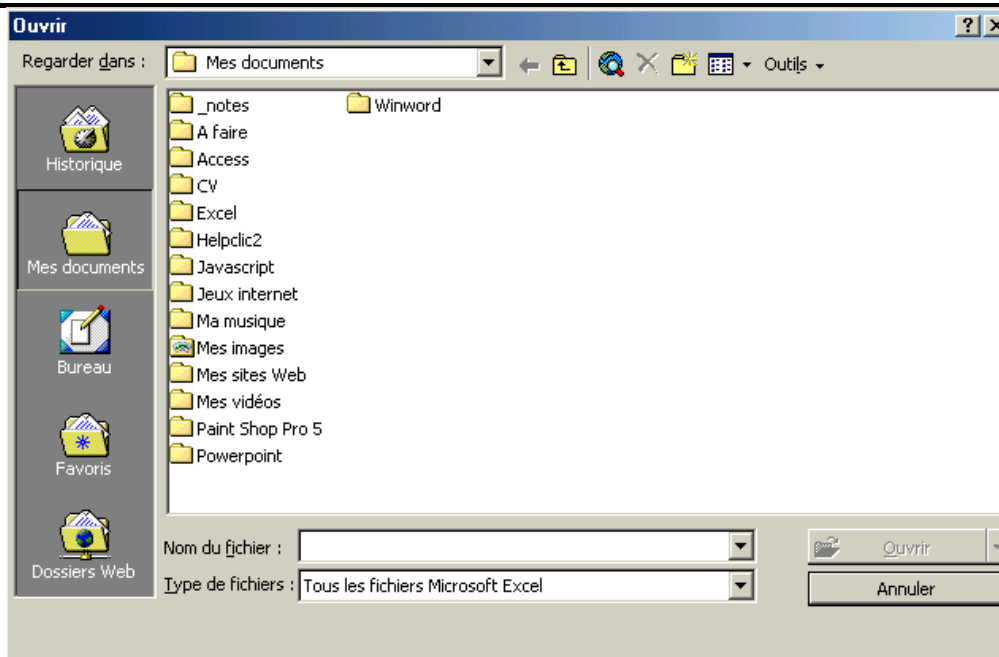 Ouvrir
Regarder dans :
Mes documents
Outils
Historique
Mes documents
Bureau
Favoris
Dossiers Web
_notes
A faire
Access
CV
Excel
Helpclic2
Javascript
Jeux internet
Ma musique
Mes images
Mes sites Web
Mes vidéos
Paint Shop Pro 5
Powerpoint
Winword
Nom du fichier :
Ouvrir
Type de fichiers :
Tous les fichiers Microsoft Excel
Annuler